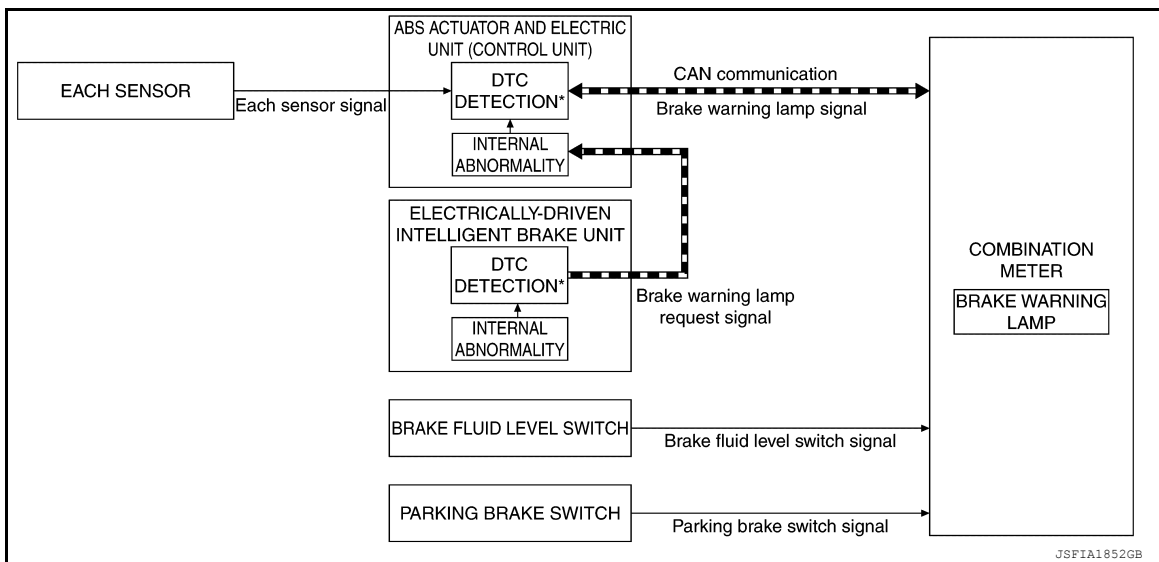 ABS ACTUATOR AND ELECTRIC
UNIT (CONTROL UNIT)
EACH SENSOR
Each sensor signal
DTC
DETECTION*
INTERNAL
ABNORMALITY
CAN communication
Brake warning lamp signal
ELECTRICALLY-DRIVEN
INTELLIGENT BRAKE UNIT
DTC
DETECTION*
INTERNAL
ABNORMALITY
Brake warning lamp
request signal
COMBINATION
METER
BRAKE WARNING
LAMP
BRAKE FLUID LEVEL SWITCH
Brake fluid level switch signal
PARKING BRAKE SWITCH
Parking brake switch signal
JSFIA1852GB